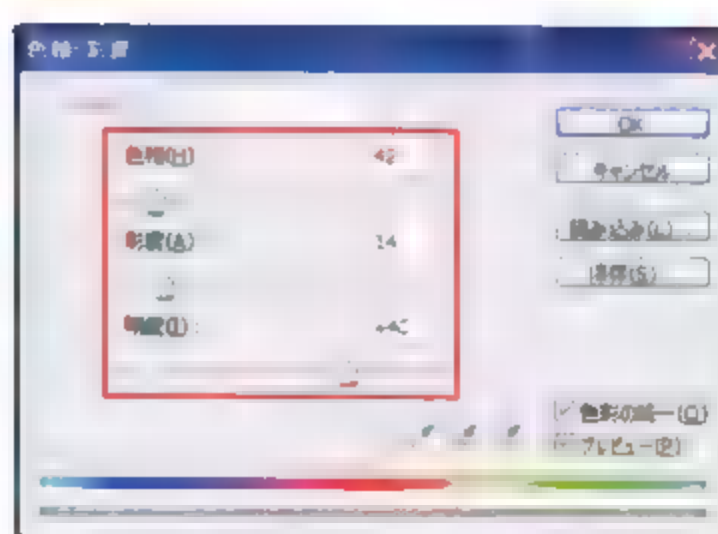 色相・彩度
OK
色相(H)
42
キャンセル
彩度(A)
14
読み込み(L)
保存(S)
明度(I)
色彩の統一(O)
プレビュー(P)